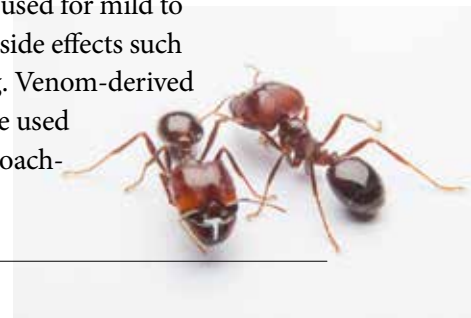 used for mild to
side effects such
. Venom-derived
e used
oach-